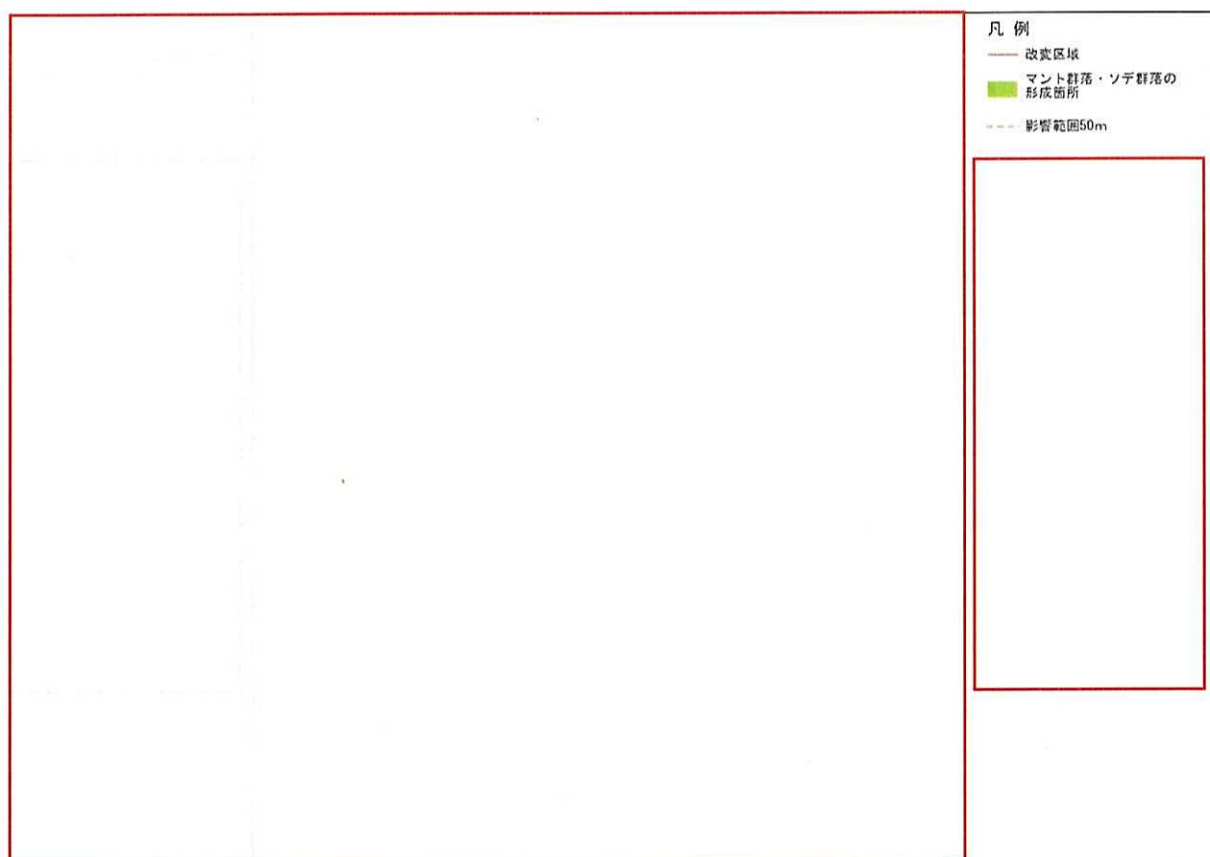 凡 例
改変区域
マント群落・ソデ群落の
形成箇所
影響範囲50m